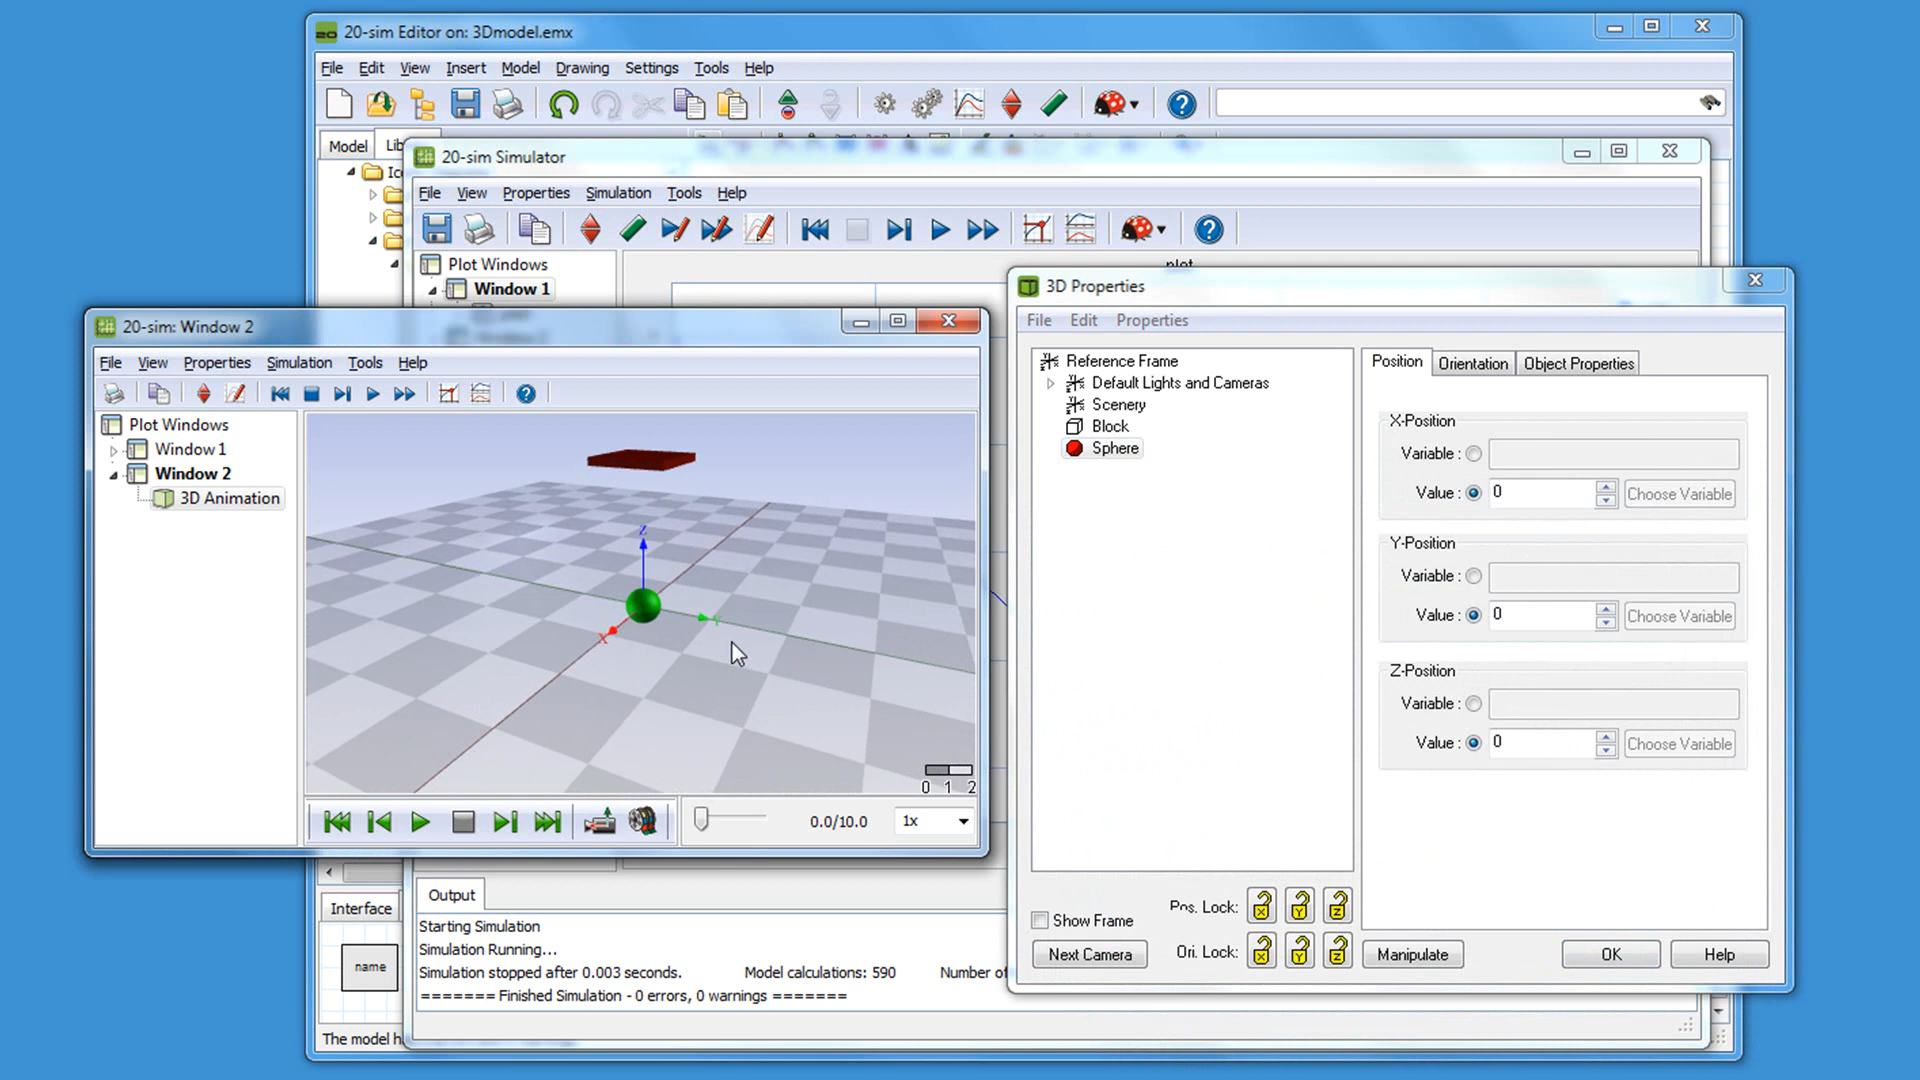 20-sim Editor on: 3Dmodel.emx
File Edit View Insert Model Drawing Settings Tools Help
Model
20-sim Simulator
File View Properties Simulation Tools Help
Plot Windows
Window 1
plot
20-sim: Window 2
File View Properties Simulation Tools Help
Plot Windows
Window 1
Window 2
3D Animation
Z
Y
X
0 1 2
0.0/10.0 1x
3D Properties
File Edit Properties
Reference Frame
Default Lights and Cameras
Scenery
Block
Sphere
Position Orientation Object Properties
X-Position
Variable :
Value : 0 Choose Variable
Y-Position
Variable :
Value : 0 Choose Variable
Z-Position
Variable :
Value : 0 Choose Variable
Show Frame
Pos. Lock: X Y Z
Next Camera
Ori. Lock: X Y Z
Manipulate OK Help
Output
Starting Simulation
Simulation Running...
Simulation stopped after 0.003 seconds. Model calculations: 590 Number of
======= Finished Simulation - 0 errors, 0 warnings =======
Interface
name
The model